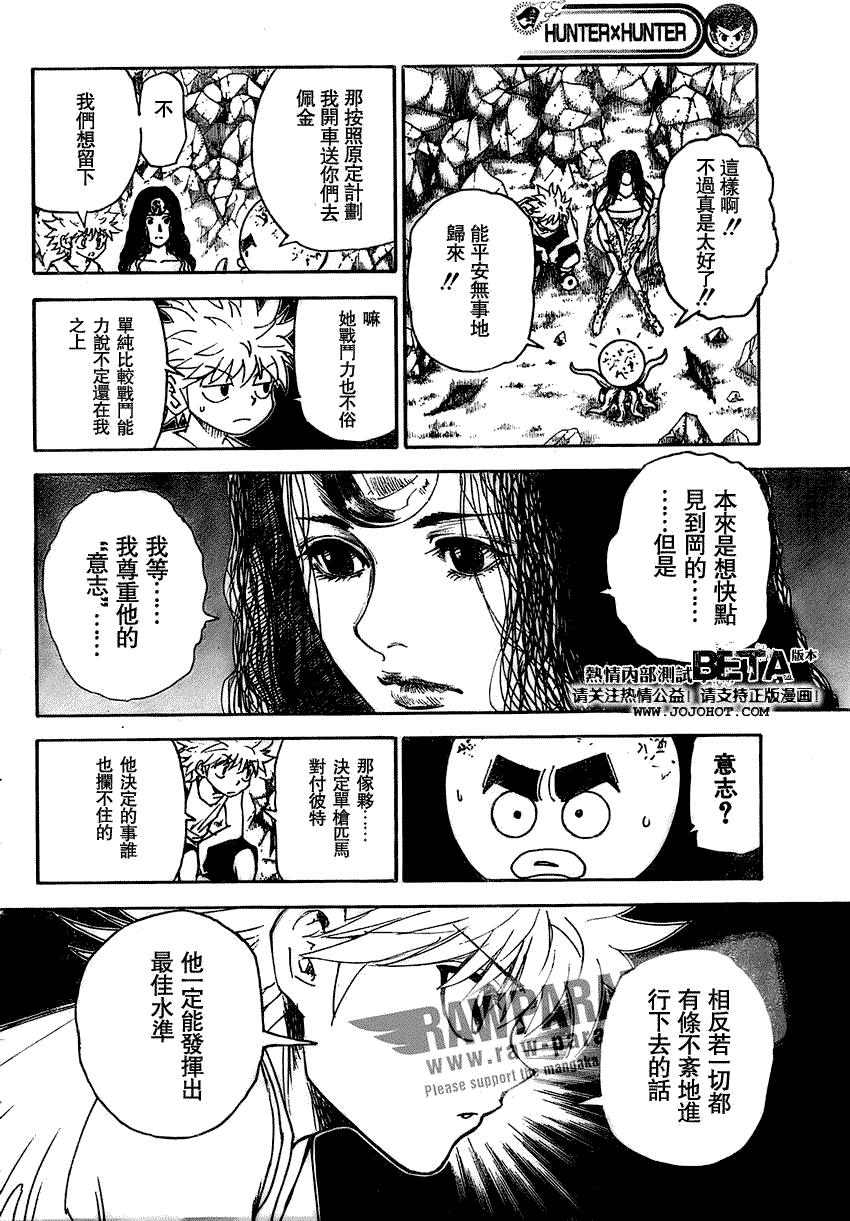 HUNTER×HUNTER
這樣啊!!
不過真是太好了!!
能平安無事地
歸來!!
那按照原定計劃
我開車送你們去
佩金
不
我們想留下
嘛
她戰鬥力也不俗
單純比較戰鬥能
力說不定還在我
之上
本來是想快點
見到岡的……
……但是
我等……
我尊重他的
“意志”……
熱情內部測試BETA版本
请关注热情公益! 请支持正版漫画!
WWW.JOJOHOT.COM
意志?
那傢夥……
決定單槍匹馬
對付彼特
他決定的事誰
也攔不住的
相反若一切都
有條不紊地進
行下去的話
他一定能發揮出
最佳水準
RAWPARA
www.raw-para
Please support the mangaka